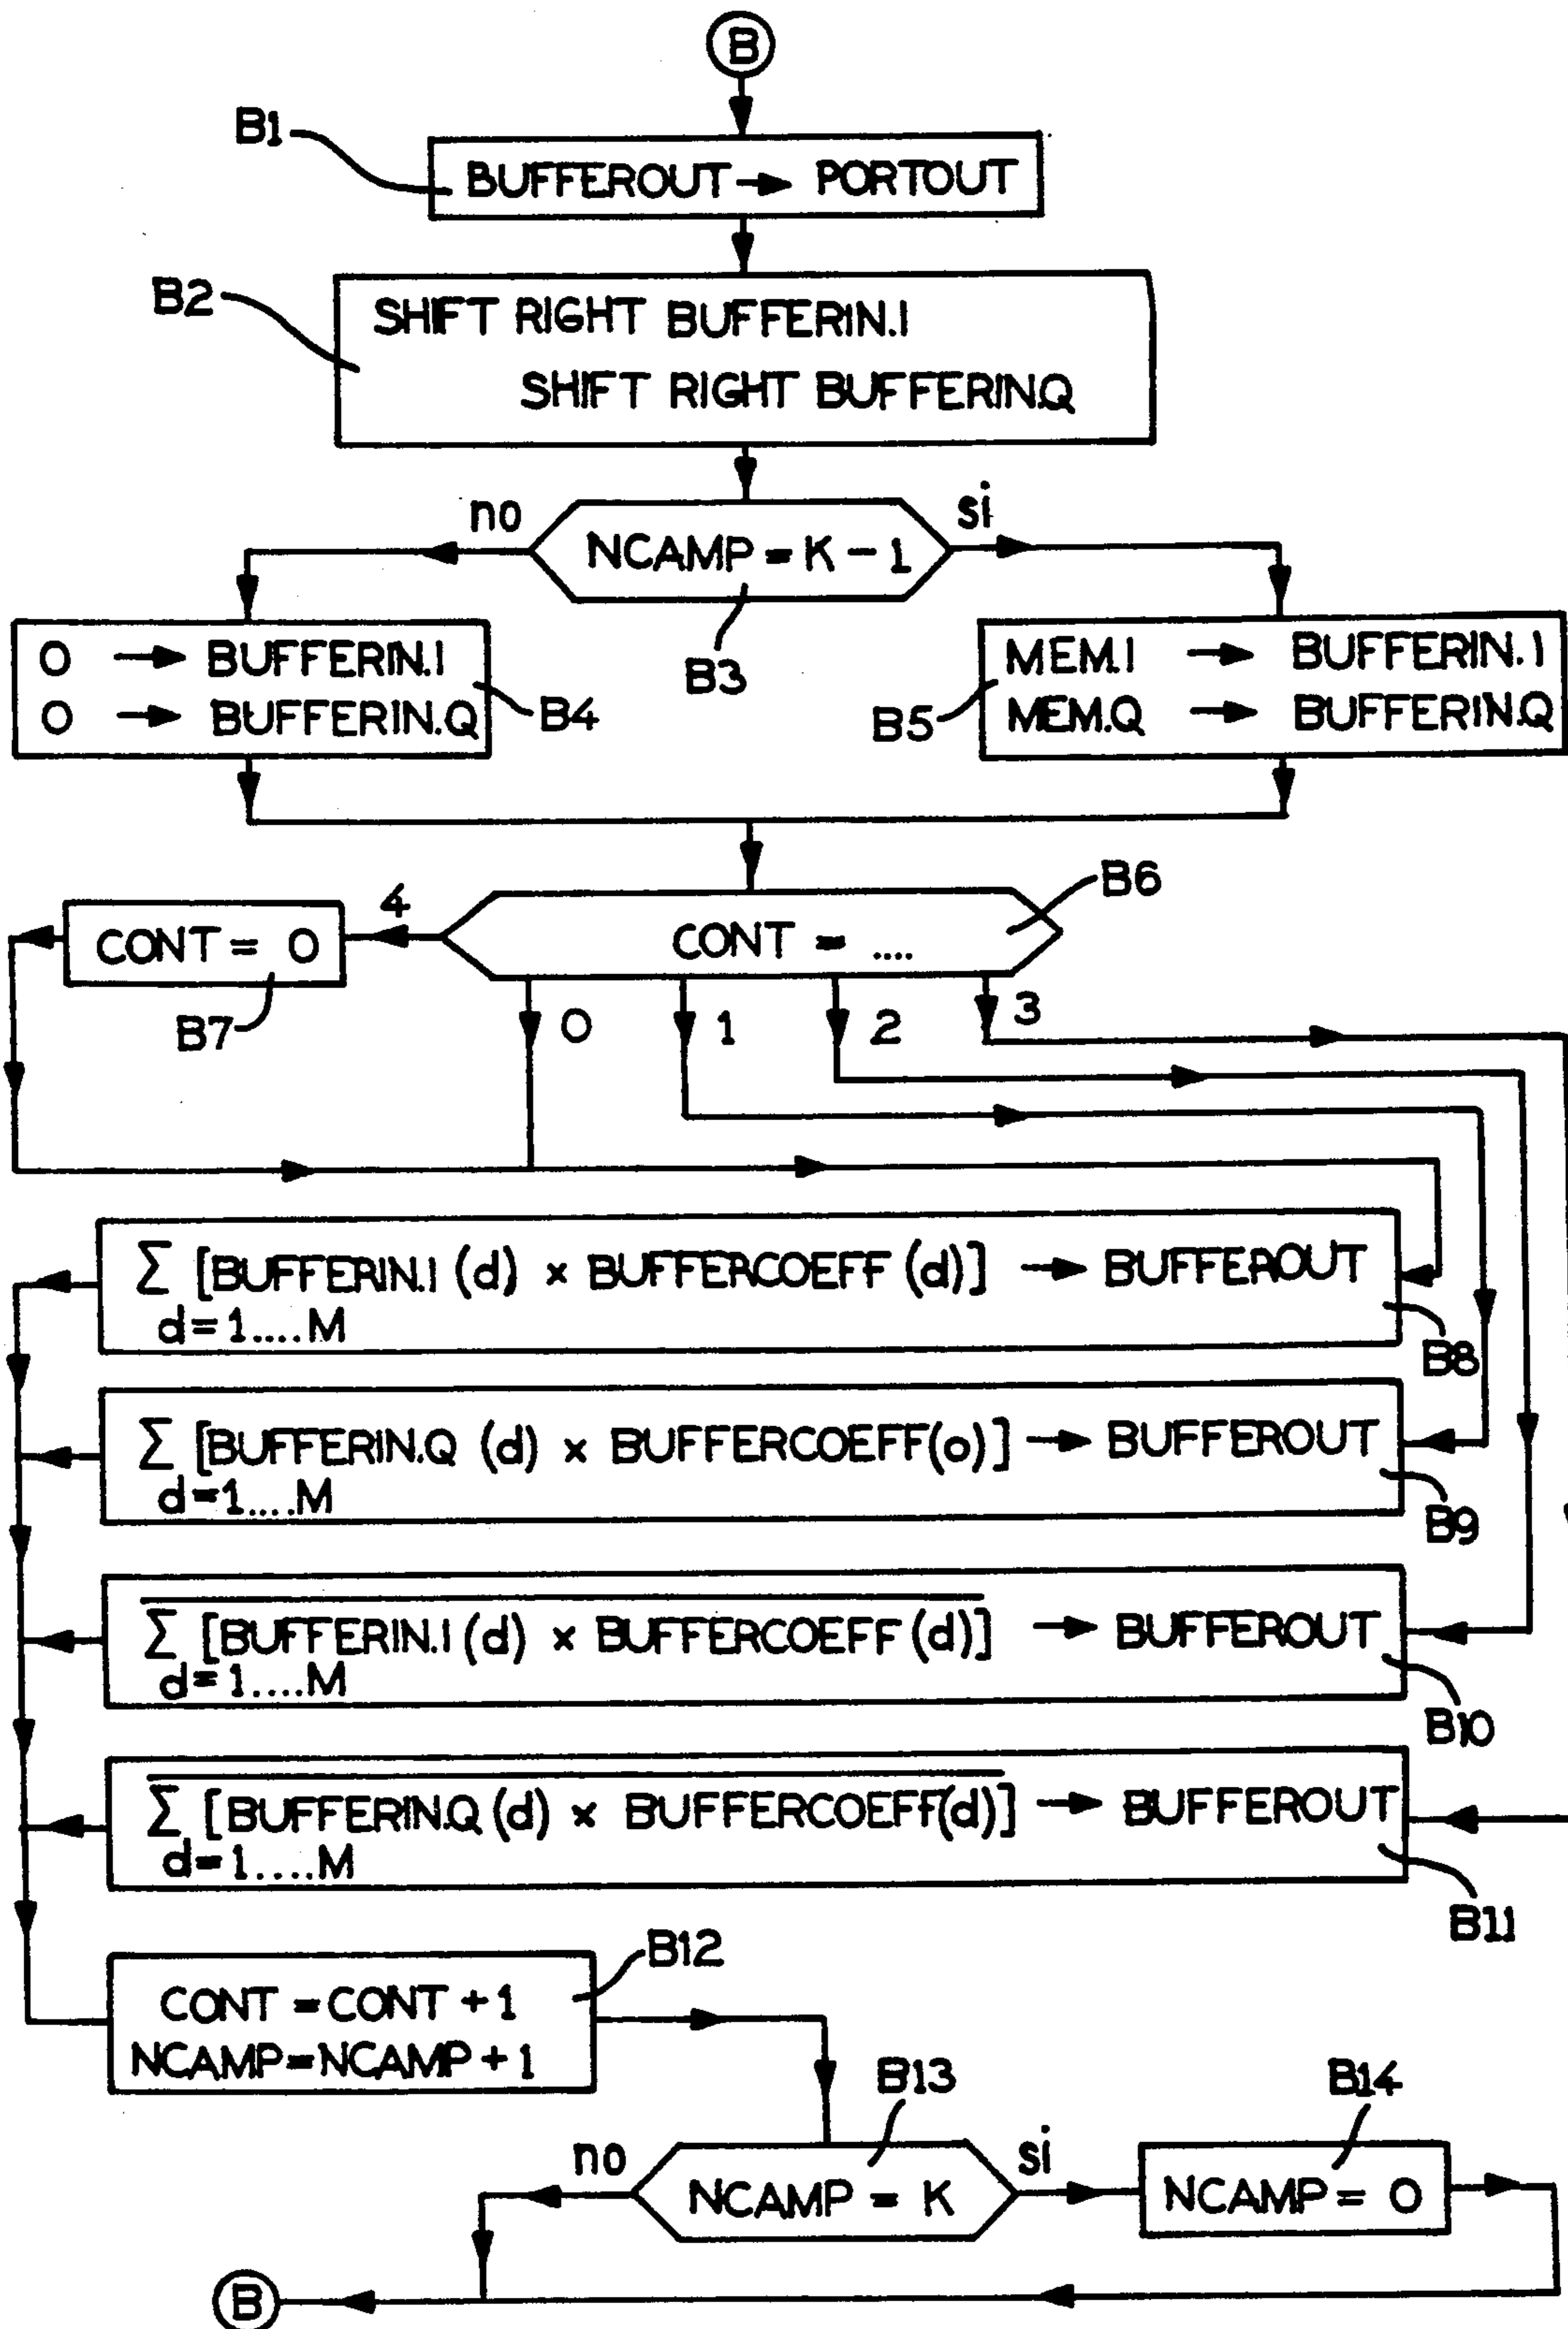 B
B1
BUFFEROUT → PORTOUT
B2
SHIFT RIGHT BUFFERIN.I
SHIFT RIGHT BUFFERIN.Q
no
si
NCAMP = K - 1
B3
0 → BUFFERIN.I
0 → BUFFERIN.Q
B4
MEM.I → BUFFERIN.I
MEM.Q → BUFFERIN.Q
B5
B6
CONT = ....
4
CONT = 0
B7
0
1
2
3
Σ [BUFFERIN.I (d) x BUFFERCOEFF (d)] → BUFFEROUT
d=1....M
B8
Σ [BUFFERIN.Q (d) x BUFFERCOEFF(o)] → BUFFEROUT
d=1....M
B9
Σ [BUFFERIN.I (d) x BUFFERCOEFF (d)] → BUFFEROUT
d=1....M
B10
Σ [BUFFERIN.Q (d) x BUFFERCOEFF(d)] → BUFFEROUT
d=1....M
B11
B12
CONT = CONT + 1
NCAMP=NCAMP + 1
B13
B14
no
si
NCAMP = K
NCAMP = 0
B